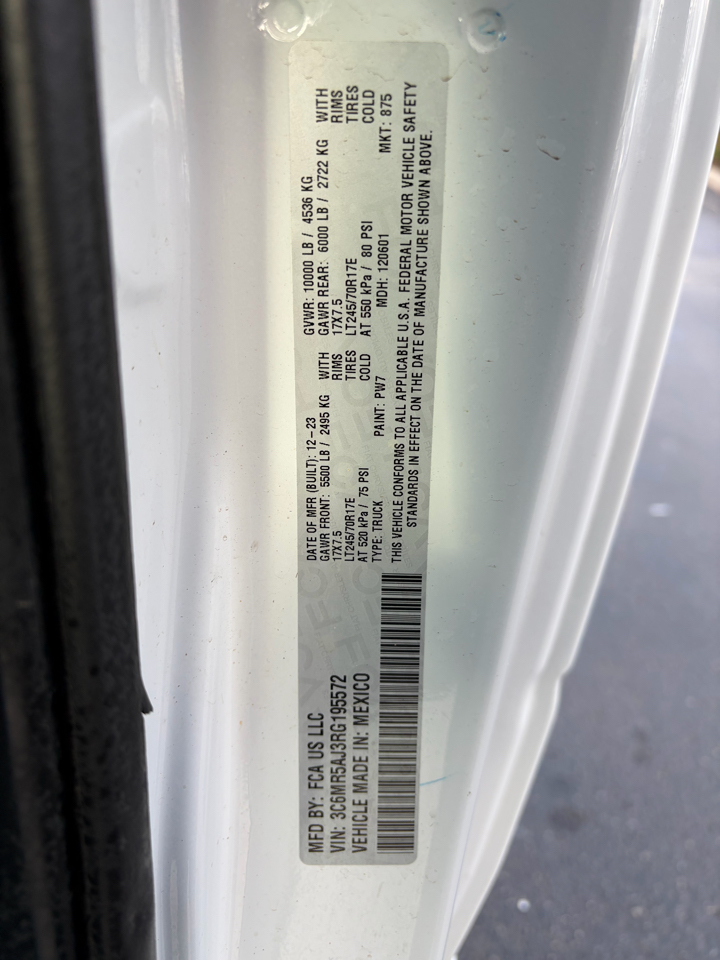 MFD BY: FCA US LLC
VIN: 3C6MR5AJ3RG195572
VEHICLE MADE IN: MEXICO
DATE OF MFR (BUILT): 12-23 GVWR: 10000 LB / 4536 KG
GAWR FRONT: 5500 LB / 2495 KG WITH GAWR REAR: 6000 LB / 2722 KG WITH
17X7.5 RIMS 17X7.5 RIMS
LT245/70R17E TIRES LT245/70R17E TIRES
AT 520 kPa / 75 PSI COLD AT 550 kPa / 80 PSI COLD
TYPE: TRUCK PAINT: PW7 MDH: 120601 MKT: 875
THIS VEHICLE CONFORMS TO ALL APPLICABLE U.S.A. FEDERAL MOTOR VEHICLE SAFETY
STANDARDS IN EFFECT ON THE DATE OF MANUFACTURE SHOWN ABOVE.